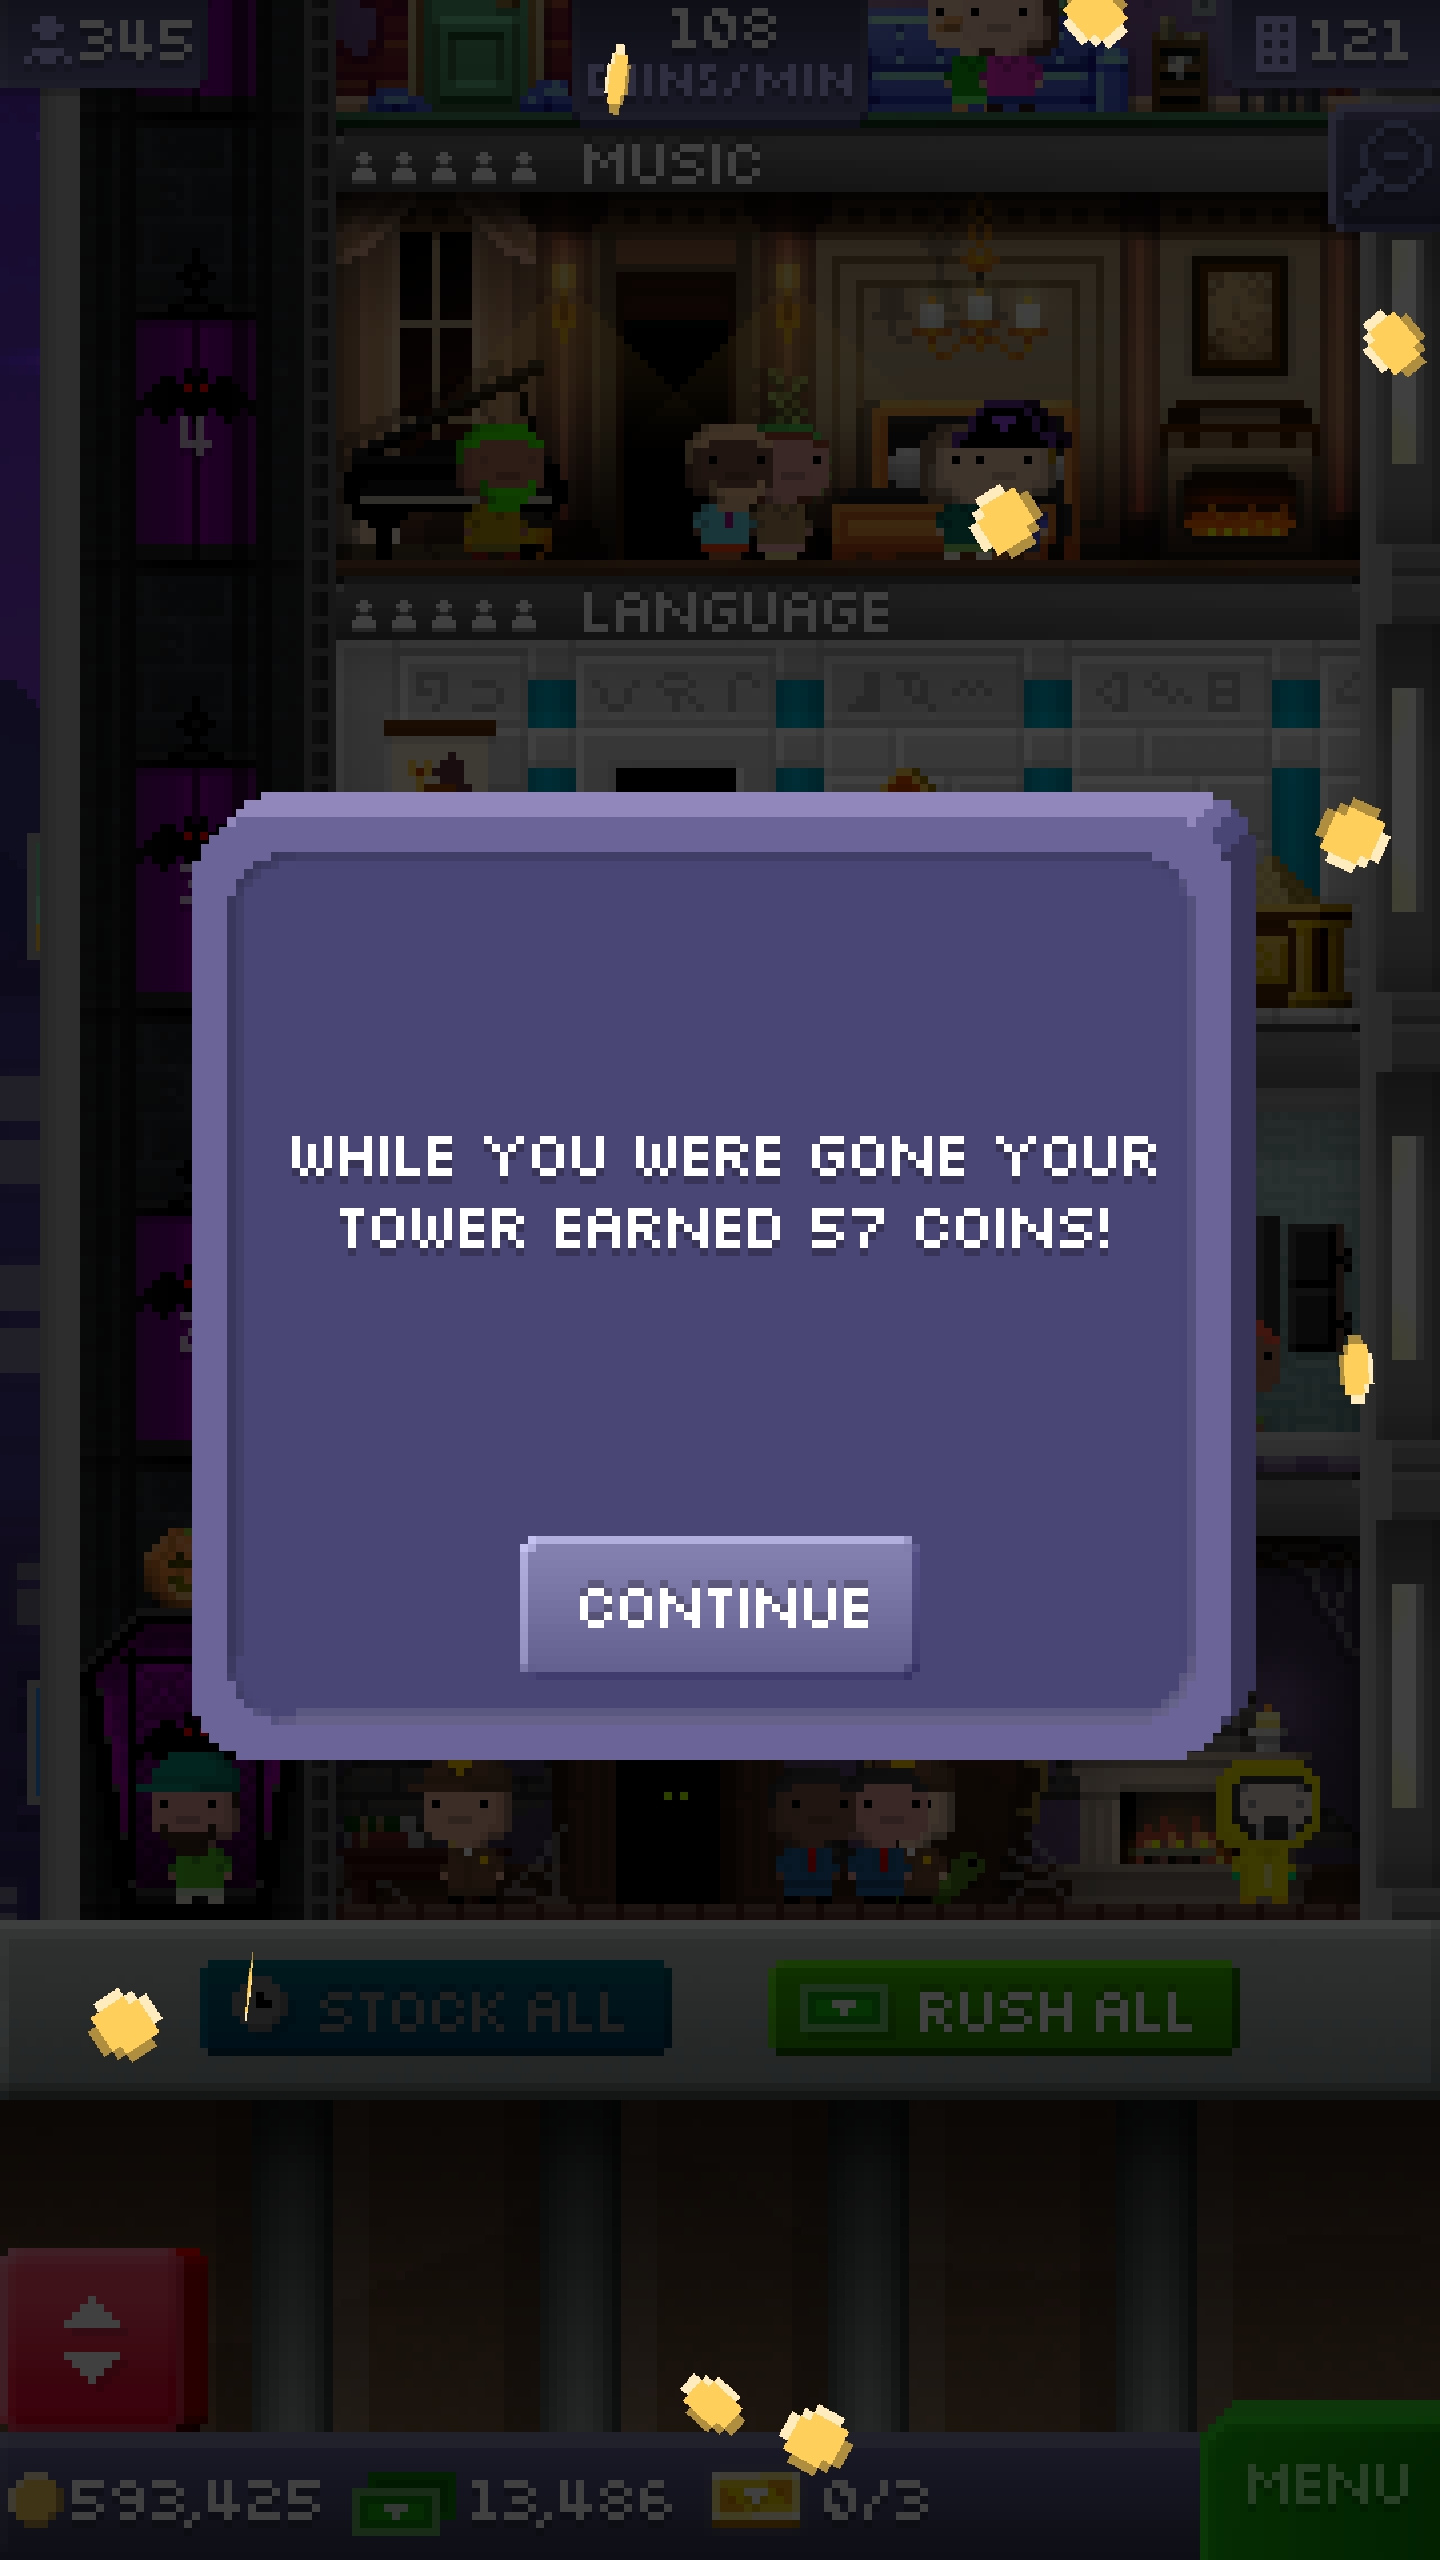 345
108
COINS/MIN
121
MUSIC
4
LANGUAGE
WHILE YOU WERE GONE YOUR
TOWER EARNED 57 COINS!
CONTINUE
STOCK ALL
RUSH ALL
593,425
13,486
0/3
MENU